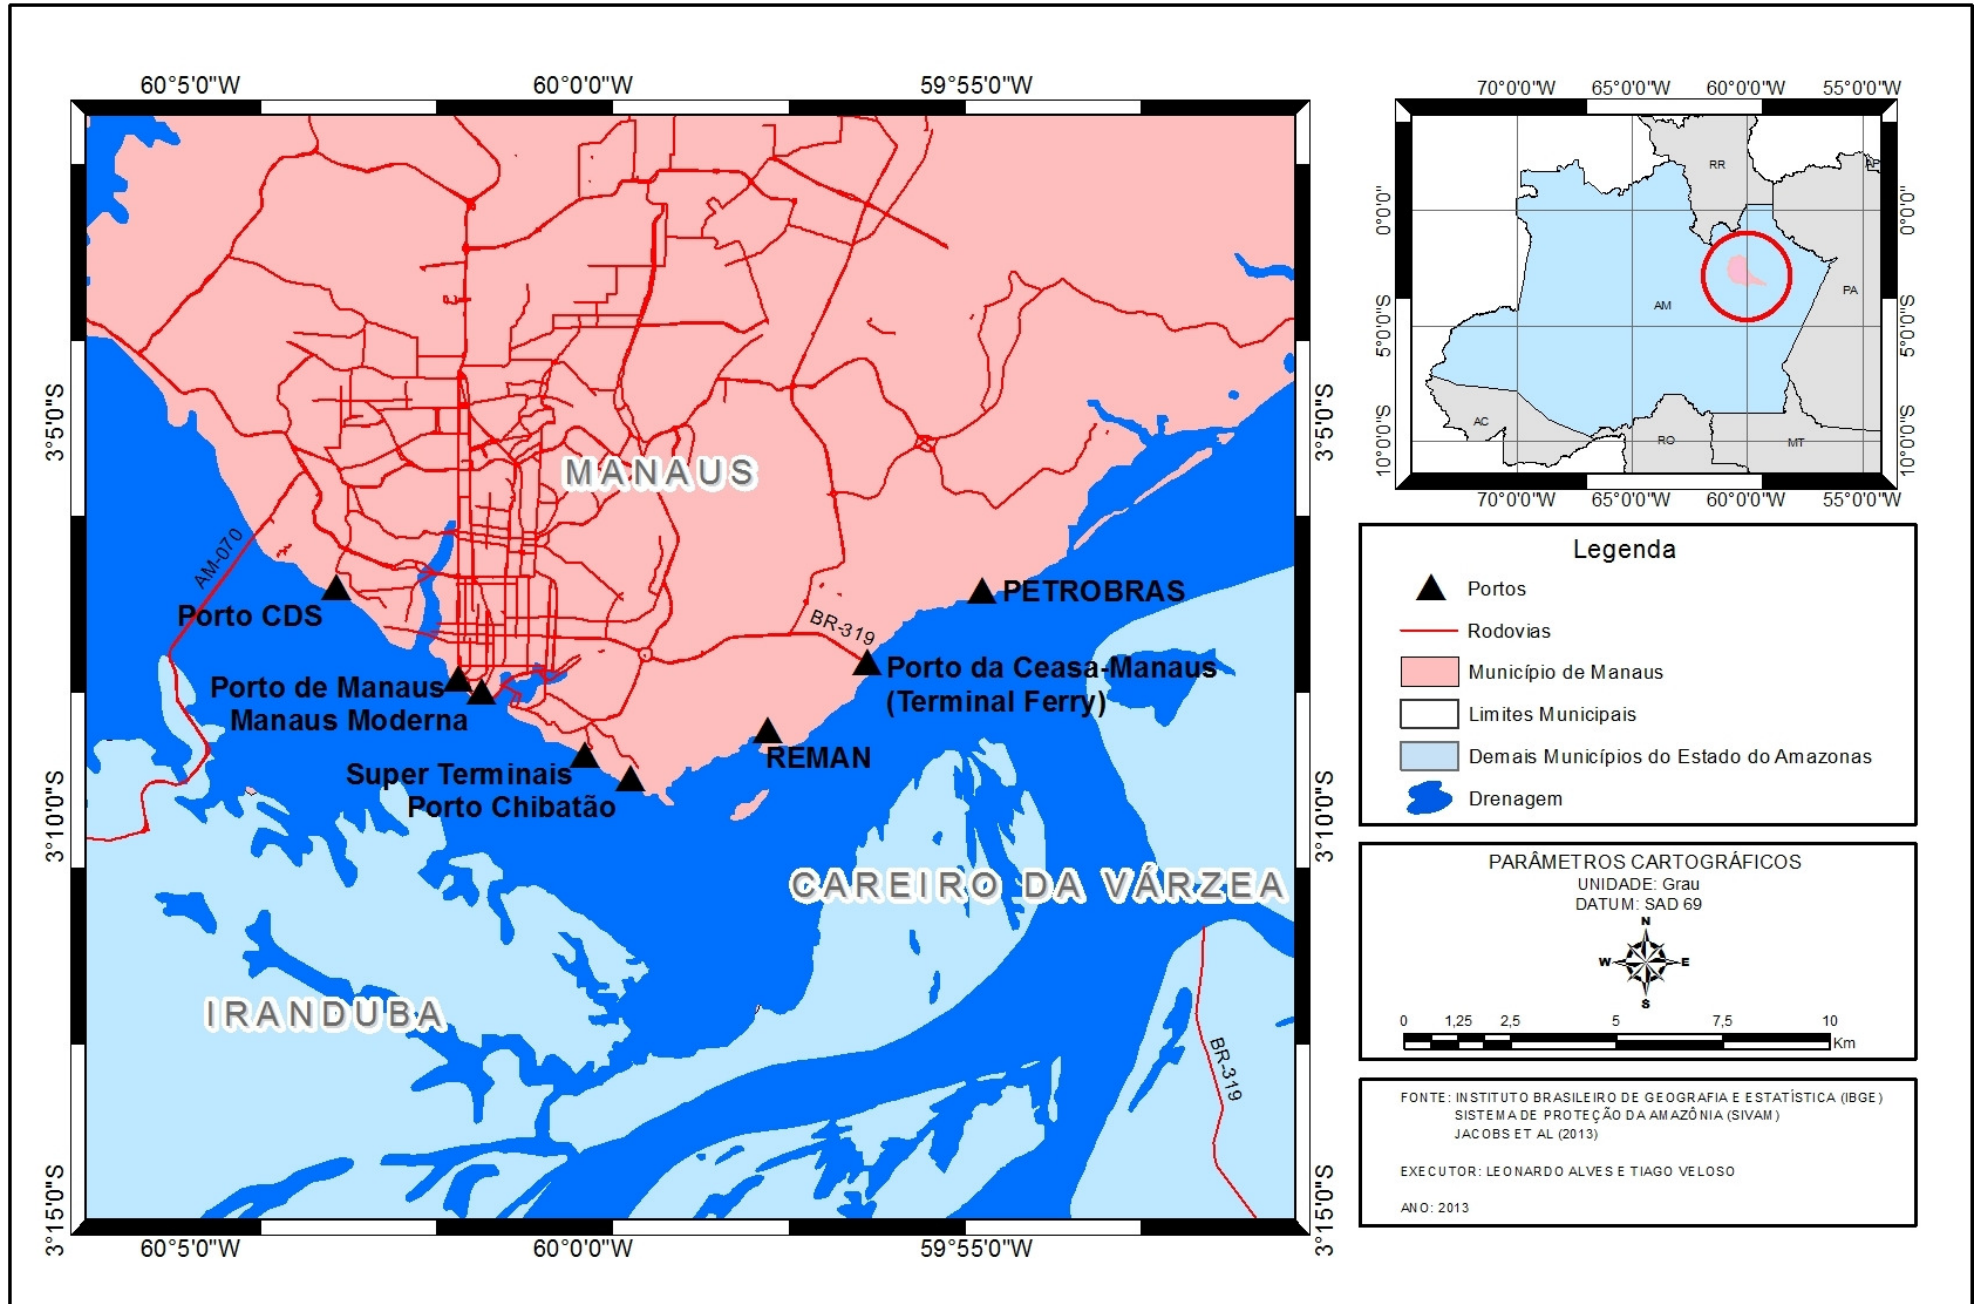 60°5'0"W
60°0'0"W
59°55'0"W
3°5'0"S
3°5'0"S
3°10'0"S
3°10'0"S
3°15'0"S
3°15'0"S
60°5'0"W
60°0'0"W
59°55'0"W
MANAUS
AM-070
Porto CDS
PETROBRAS
BR-319
Porto da Ceasa-Manaus
(Terminal Ferry)
Porto de Manaus
Manaus Moderna
REMAN
Super Terminais
Porto Chibatão
CAREIRO DA VÁRZEA
IRANDUBA
BR-319
70°0'0"W
65°0'0"W
60°0'0"W
55°0'0"W
0°0'0"
0°0'0"
5°0'0"S
5°0'0"S
10°0'0"S
10°0'0"S
RR
AP
AM
PA
AC
RO
MT
70°0'0"W
65°0'0"W
60°0'0"W
55°0'0"W
Legenda
Portos
Rodovias
Município de Manaus
Limites Municipais
Demais Municípios do Estado do Amazonas
Drenagem
PARÂMETROS CARTOGRÁFICOS
UNIDADE: Grau
DATUM: SAD 69
N
W E
S
0 1,25 2,5 5 7,5 10
Km
FONTE: INSTITUTO BRASILEIRO DE GEOGRAFIA E ESTATÍSTICA (IBGE)
SISTEMA DE PROTEÇÃO DA AMAZÔNIA (SIVAM)
JACOBS ET AL (2013)
EXECUTOR: LEONARDO ALVES E TIAGO VELOSO
ANO: 2013